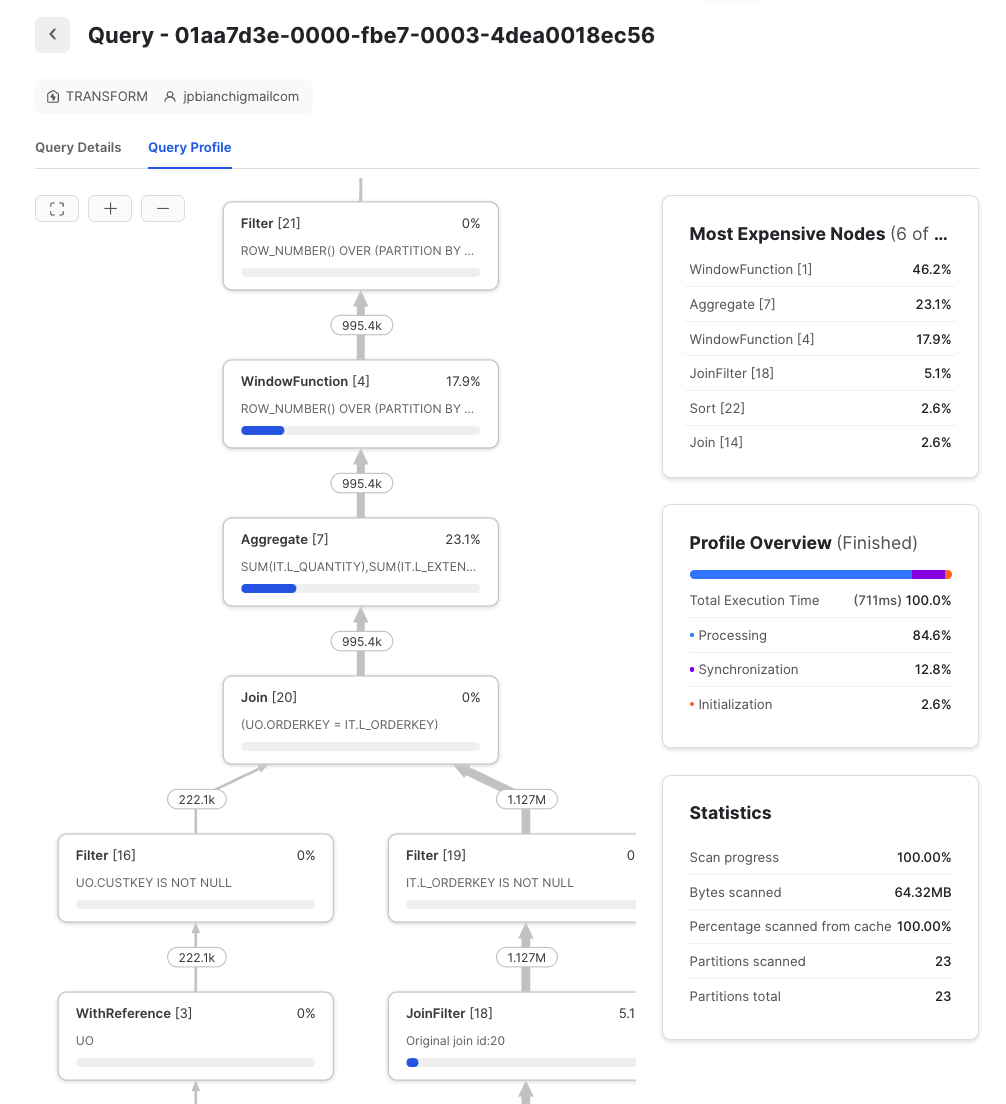 Query - 01aa7d3e-0000-fbe7-0003-4dea0018ec56
TRANSFORM jpbianchigmailcom
Query Details Query Profile
Filter [21] 0%
ROW_NUMBER() OVER (PARTITION BY ...
995.4k
WindowFunction [4] 17.9%
ROW_NUMBER() OVER (PARTITION BY ...
995.4k
Aggregate [7] 23.1%
SUM(IT.L_QUANTITY),SUM(IT.L_EXTEN...
995.4k
Join [20] 0%
(UO.ORDERKEY = IT.L_ORDERKEY)
222.1k
1.127M
Filter [16] 0%
UO.CUSTKEY IS NOT NULL
Filter [19] 0
IT.L_ORDERKEY IS NOT NULL
222.1k
1.127M
WithReference [3] 0%
UO
JoinFilter [18] 5.1
Original join id:20
Most Expensive Nodes (6 of ...
WindowFunction [1] 46.2%
Aggregate [7] 23.1%
WindowFunction [4] 17.9%
JoinFilter [18] 5.1%
Sort [22] 2.6%
Join [14] 2.6%
Profile Overview (Finished)
Total Execution Time (711ms) 100.0%
Processing 84.6%
Synchronization 12.8%
Initialization 2.6%
Statistics
Scan progress 100.00%
Bytes scanned 64.32MB
Percentage scanned from cache 100.00%
Partitions scanned 23
Partitions total 23